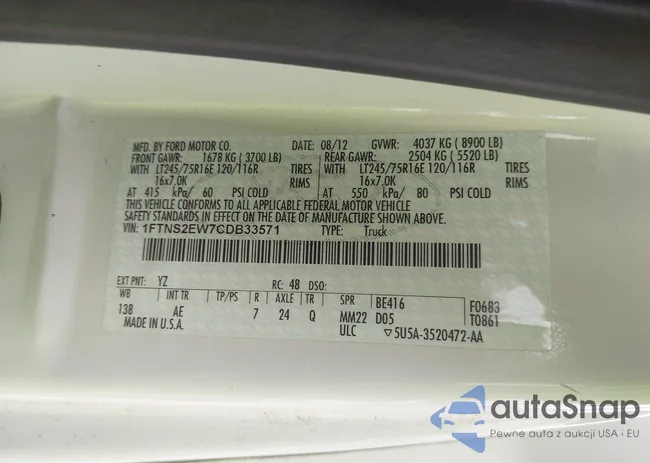 MFD. BY FORD MOTOR CO. DATE: 08/12 GVWR: 4037 KG ( 8900 LB)
FRONT GAWR: 1678 KG ( 3700 LB) REAR GAWR: 2504 KG ( 5520 LB)
WITH LT245/75R16E 120/116R TIRES WITH LT245/75R16E 120/116R TIRES
16x7.0K RIMS 16x7.0K RIMS
AT 415 kPa/ 60 PSI COLD AT 550 kPa/ 80 PSI COLD
THIS VEHICLE CONFORMS TO ALL APPLICABLE FEDERAL MOTOR VEHICLE
SAFETY STANDARDS IN EFFECT ON THE DATE OF MANUFACTURE SHOWN ABOVE.
VIN: 1FTNS2EW7CDB33571 TYPE: Truck
EXT PNT: YZ RC: 48 DSO:
WB INT TR TP/PS R AXLE TR SPR BE416 F0683
138 AE 7 24 Q MM22 D05 T0861
MADE IN U.S.A. ULC ▽5U5A-3520472-AA
autaSnap
Pewne auta z aukcji USA i EU